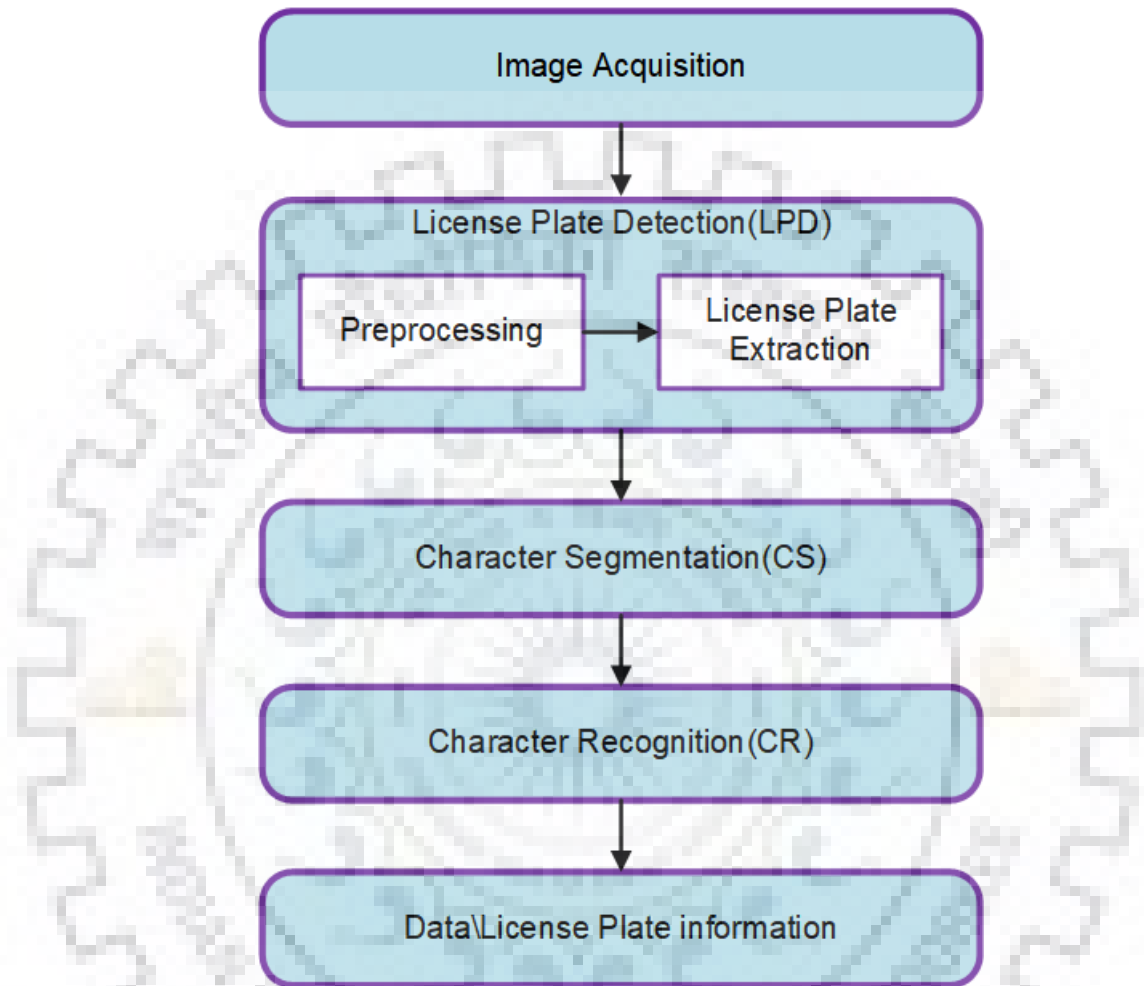 Image Acquisition
License Plate Detection(LPD)
Preprocessing
License Plate
Extraction
Character Segmentation(CS)
Character Recognition(CR)
Data\License Plate information